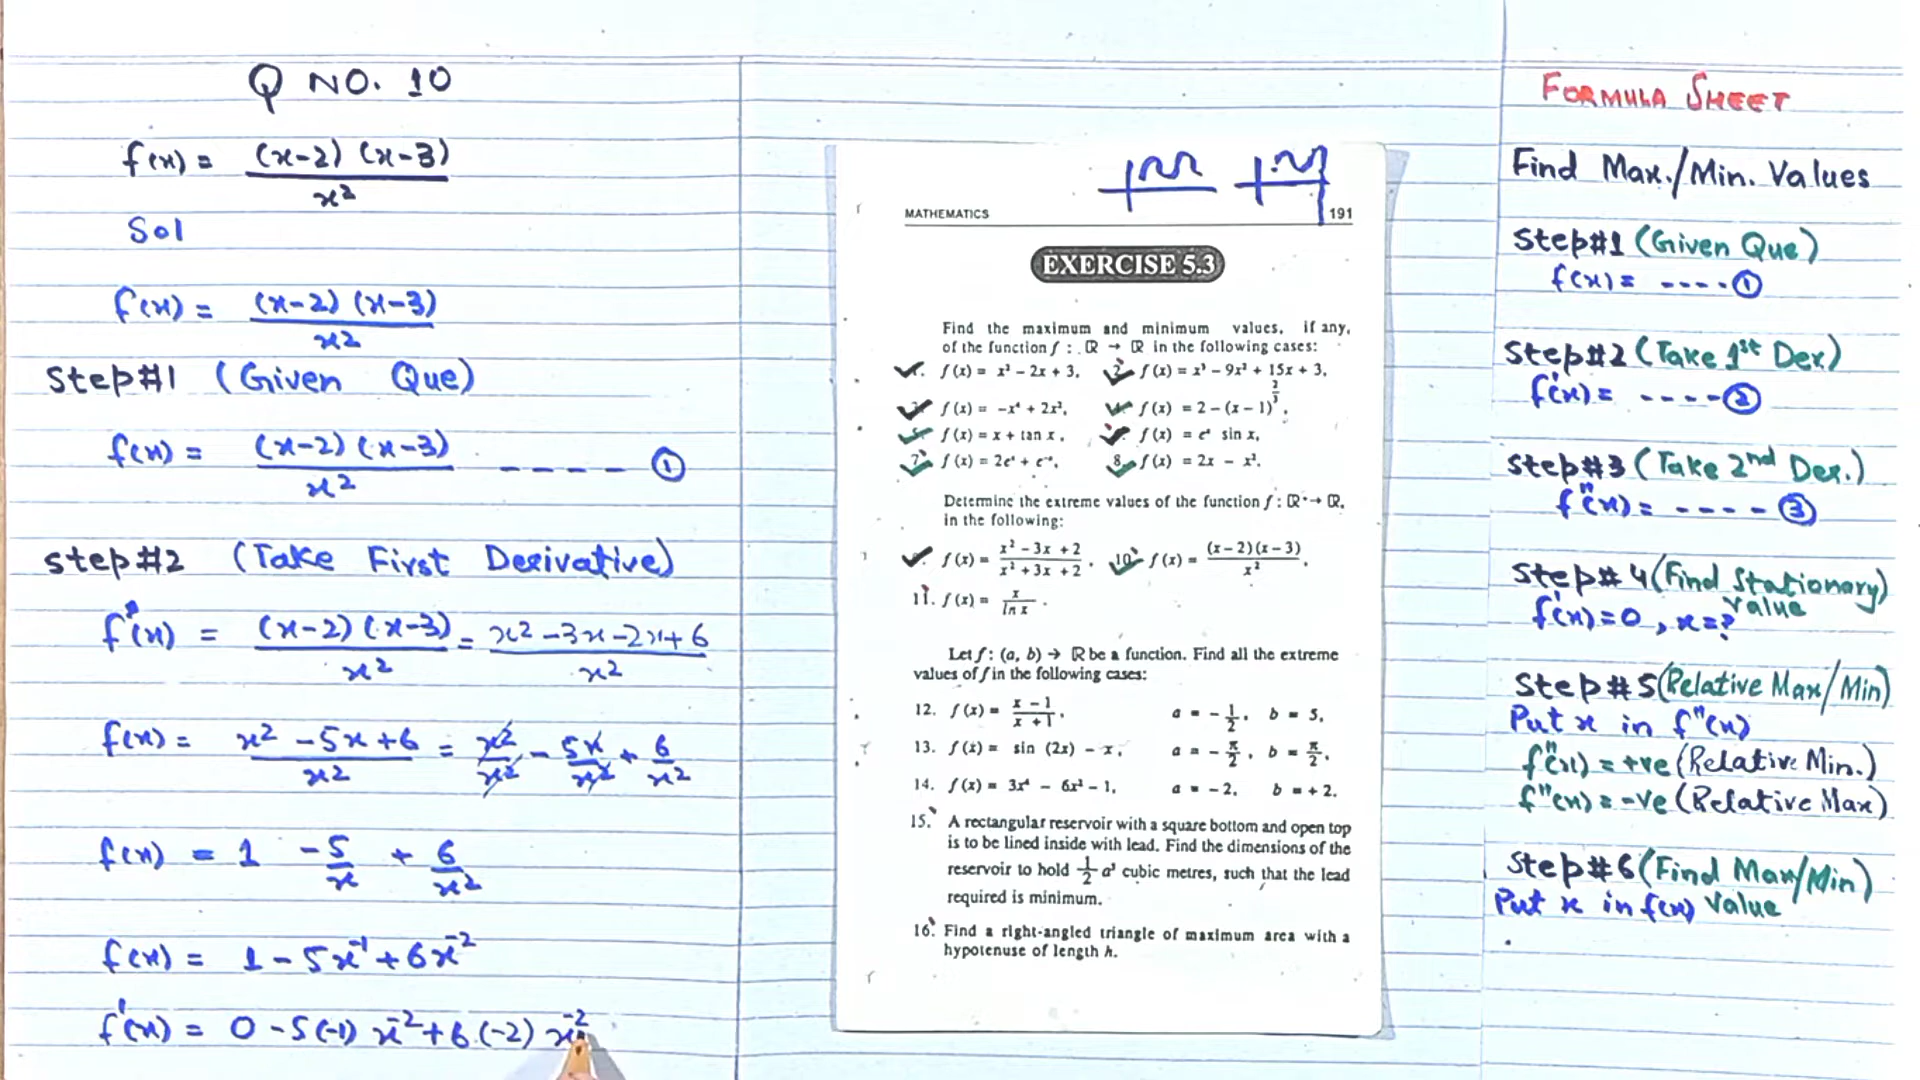 Q NO. 10
f(x) = (x-2) (x-3) / x²
Sol
f(x) = (x-2) (x-3) / x²
Step#1 (Given Que)
f(x) = (x-2) (x-3) / x² ---- ①
Step#2 (Take First Derivative)
f'(x) = (x-2) (x-3) / x² = x² -3x -2x + 6 / x²
f(x) = x² - 5x + 6 / x² = x²/x² - 5x/x² + 6/x²
f(x) = 1 - 5/x + 6/x²
f(x) = 1 - 5x⁻¹ + 6x⁻²
f'(x) = 0 - 5(-1) x⁻² + 6.(-2) x⁻²
MATHEMATICS 191
EXERCISE 5.3
Find the maximum and minimum values, if any,
of the function f : ℝ → ℝ in the following cases:
f (x) = x² – 2x + 3, 2. f (x) = x³ – 9x² + 15x + 3,
f (x) = –x⁴ + 2x², f (x) = 2 – (x – 1)^(2/3),
f (x) = x + tan x, f (x) = eˣ sin x,
7. f (x) = 2eˣ + e⁻ˣ, 8. f (x) = 2x – x².
Determine the extreme values of the function f : ℝ → ℝ,
in the following:
f (x) = x² – 3x + 2 / x² + 3x + 2, 10. f (x) = (x – 2) (x – 3) / x²,
11. f (x) = x / ln x.
Let f : (a, b) → ℝ be a function. Find all the extreme
values of f in the following cases:
12. f (x) = x – 1 / x + 1, a = – 1/2, b = 5,
13. f (x) = sin (2x) – x, a = – π/2, b = π/2,
14. f (x) = 3x⁴ – 6x² – 1, a = – 2, b = + 2.
15. A rectangular reservoir with a square bottom and open top
is to be lined inside with lead. Find the dimensions of the
reservoir to hold 1/2 a³ cubic metres, such that the lead
required is minimum.
16. Find a right-angled triangle of maximum area with a
hypotenuse of length h.
FORMULA SHEET
Find Max./Min. Values
Step#1 (Given Que)
f(x) = ---- ①
Step#2 (Take 1st Der)
f'(x) = ---- ②
Step#3 (Take 2nd Der.)
f"(x) = ---- ③
Step#4 (Find Stationary)
Value
f'(x) = 0 , x = ?
Step#5 (Relative Max/Min)
Put x in f"(x)
f"(x) = +ve (Relative Min.)
f"(x) = -ve (Relative Max)
Step#6 (Find Max/Min)
Put x in f(x) Value